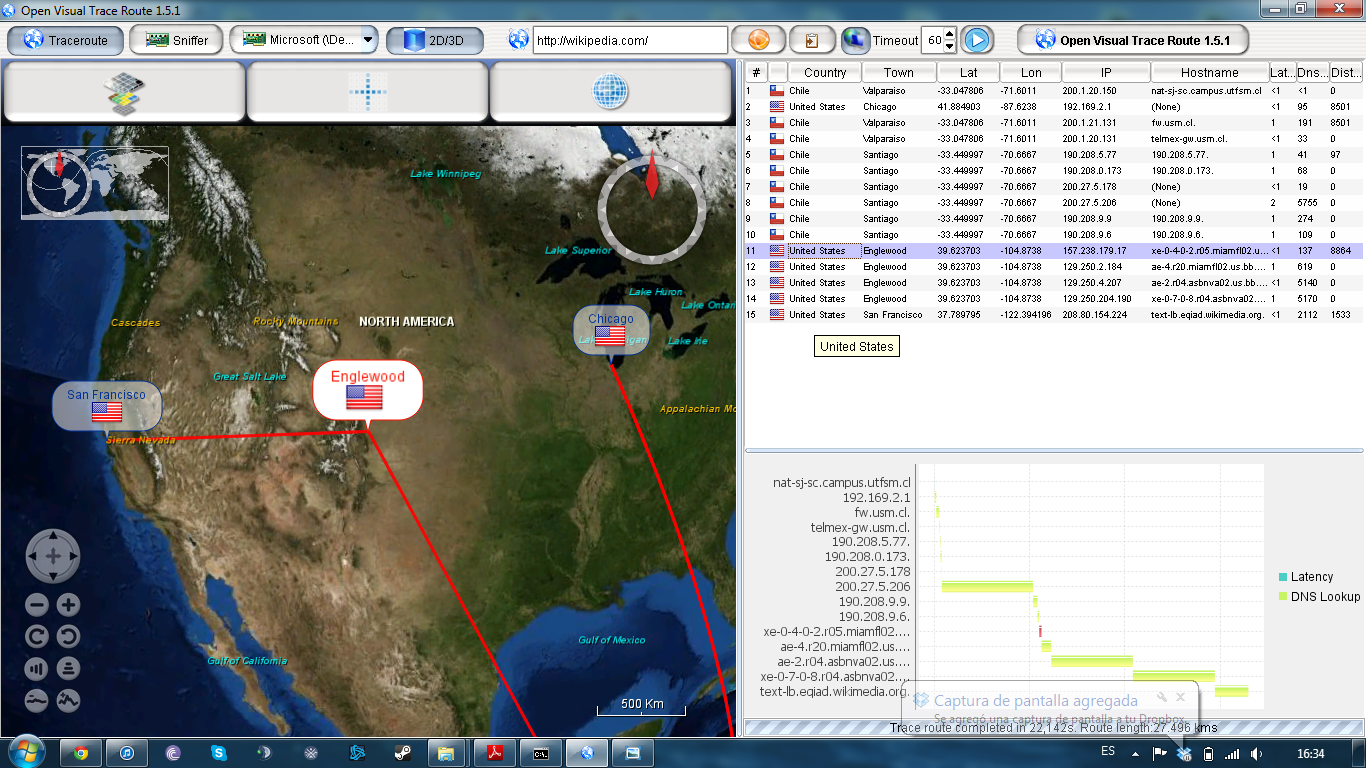 Open Visual Trace Route 1.5.1
Traceroute Sniffer Microsoft (\De... 2D/3D http://wikipedia.com/ Timeout 60 Open Visual Trace Route 1.5.1
Lake Winnipeg
Lake Superior
Lake Huron
Lake Ontar
Chicago
Lake Erie
Cascades
Rocky Mountains
NORTH AMERICA
Great Salt Lake
Englewood
San Francisco
Sierra Nevada
Appalachian Mo
Gulf of Mexico
Gulf of California
500 Km
# Country Town Lat Lon IP Hostname Lat... Dist...
1 Chile Valparaiso -33.047806 -71.6011 200.1.20.150 nat-sj-sc.campus.utfsm.cl <1 0
2 United States Chicago 41.884903 -87.6238 192.169.2.1 (None) <1 99 8501
3 Chile Valparaiso -33.047806 -71.6011 200.1.21.131 fw.usm.cl. 1 191 8501
4 Chile Valparaiso -33.047806 -71.6011 200.1.20.131 telmex-gw.usm.cl. <1 33 0
5 Chile Santiago -33.449997 -70.6667 190.208.5.77 190.208.5.77. 1 41 97
6 Chile Santiago -33.449997 -70.6667 190.208.0.173 190.208.0.173. 1 68 0
7 Chile Santiago -33.449997 -70.6667 200.27.5.178 (None) <1 19 0
8 Chile Santiago -33.449997 -70.6667 200.27.5.206 (None) 2 5755 0
9 Chile Santiago -33.449997 -70.6667 190.208.9.9 190.208.9.9. 1 274 0
10 Chile Santiago -33.449997 -70.6667 190.208.9.6 190.208.9.6. 1 109 0
11 United States Englewood 39.623703 -104.8738 157.238.179.17 xe-0-4-0-2.r05.miamfl02.u... <1 137 8864
12 United States Englewood 39.623703 -104.8738 129.250.2.184 ae-4.r20.miamfl02.us.bb.... 1 619 0
13 United States Englewood 39.623703 -104.8738 129.250.2.207 ae-2.r04.asbnva02.us.bb.... <1 5140 0
14 United States Englewood 39.623703 -104.8738 129.250.204.190 xe-0-7-0-8.r04.asbnva02.... 1 5170 0
15 United States San Francisco 37.789795 -122.394196 208.80.154.224 text-lb.eqiad.wikimedia.org. <1 2112 1533
United States
nat-sj-sc.campus.utfsm.cl
192.169.2.1
fw.usm.cl.
telmex-gw.usm.cl.
190.208.5.77.
190.208.0.173.
200.27.5.178
200.27.5.206
190.208.9.9.
190.208.9.6.
xe-0-4-0-2.r05.miamfl02....
ae-4.r20.miamfl02.us....
ae-2.r04.asbnva02.us....
xe-0-7-0-8.r04.asbnva02....
text-lb.eqiad.wikimedia.org.
Latency
DNS Lookup
Captura de pantalla agregada
Se agregó una captura de pantalla a tu Dropbox.
Trace route completed in 22,142s. Route length:27.496 kms
ES 16:34